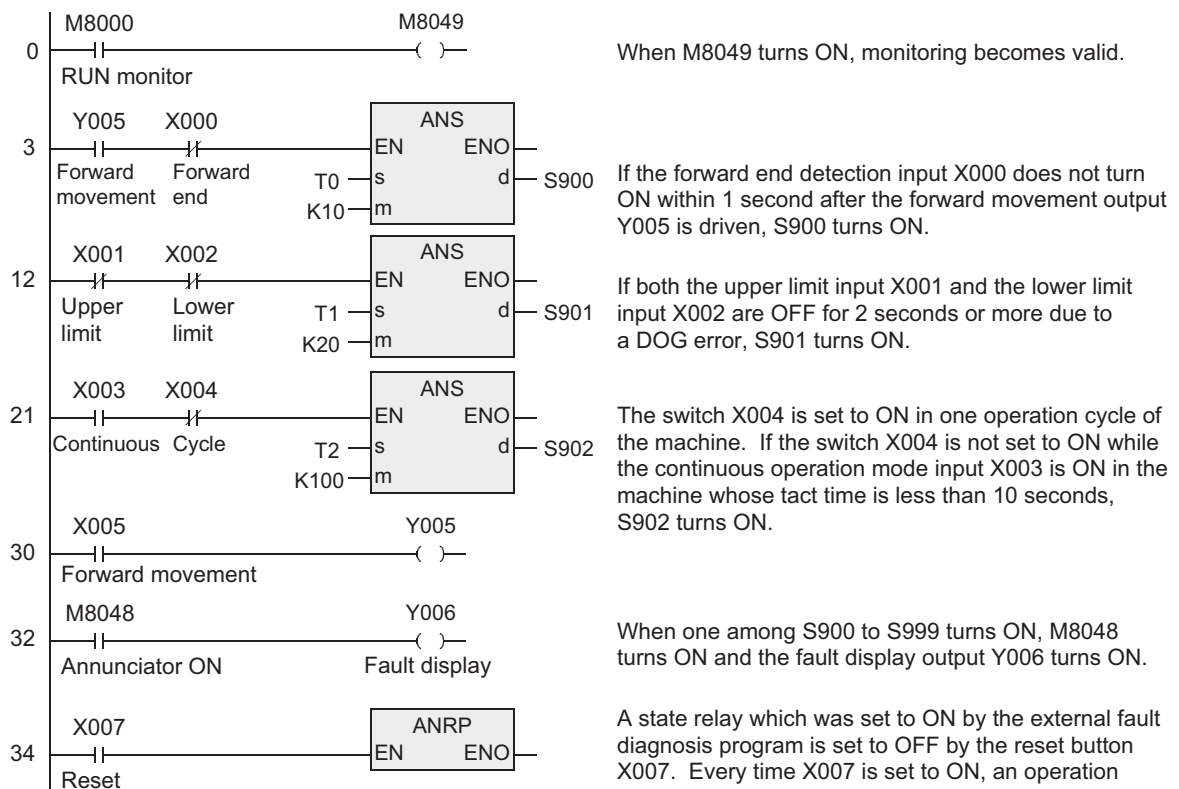 M8000 M8049
0 ( )
RUN monitor
When M8049 turns ON, monitoring becomes valid.
Y005 X000 ANS
3 EN ENO
Forward Forward
movement end
T0 s d S900
K10 m
If the forward end detection input X000 does not turn
ON within 1 second after the forward movement output
Y005 is driven, S900 turns ON.
X001 X002 ANS
12 EN ENO
Upper Lower
limit limit
T1 s d S901
K20 m
If both the upper limit input X001 and the lower limit
input X002 are OFF for 2 seconds or more due to
a DOG error, S901 turns ON.
X003 X004 ANS
21 EN ENO
Continuous Cycle
T2 s d S902
K100 m
The switch X004 is set to ON in one operation cycle of
the machine. If the switch X004 is not set to ON while
the continuous operation mode input X003 is ON in the
machine whose tact time is less than 10 seconds,
S902 turns ON.
X005 Y005
30 ( )
Forward movement
M8048 Y006
32 ( )
Annunciator ON Fault display
When one among S900 to S999 turns ON, M8048
turns ON and the fault display output Y006 turns ON.
X007 ANRP
34 EN ENO
Reset
A state relay which was set to ON by the external fault
diagnosis program is set to OFF by the reset button
X007. Every time X007 is set to ON, an operation